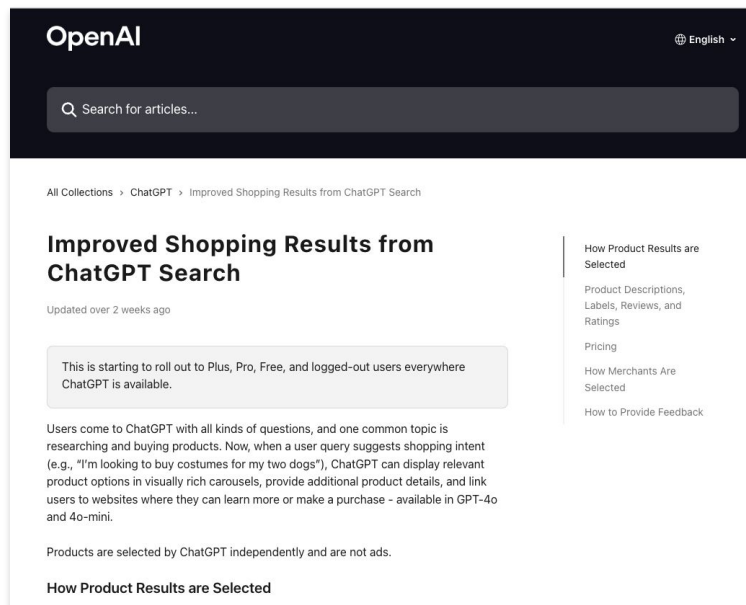 OpenAI
English
Search for articles...
All Collections > ChatGPT > Improved Shopping Results from ChatGPT Search
Improved Shopping Results from
ChatGPT Search
Updated over 2 weeks ago
This is starting to roll out to Plus, Pro, Free, and logged-out users everywhere
ChatGPT is available.
Users come to ChatGPT with all kinds of questions, and one common topic is
researching and buying products. Now, when a user query suggests shopping intent
(e.g., “I’m looking to buy costumes for my two dogs”), ChatGPT can display relevant
product options in visually rich carousels, provide additional product details, and link
users to websites where they can learn more or make a purchase - available in GPT-4o
and 4o-mini.
Products are selected by ChatGPT independently and are not ads.
How Product Results are Selected
How Product Results are
Selected
Product Descriptions,
Labels, Reviews, and
Ratings
Pricing
How Merchants Are
Selected
How to Provide Feedback